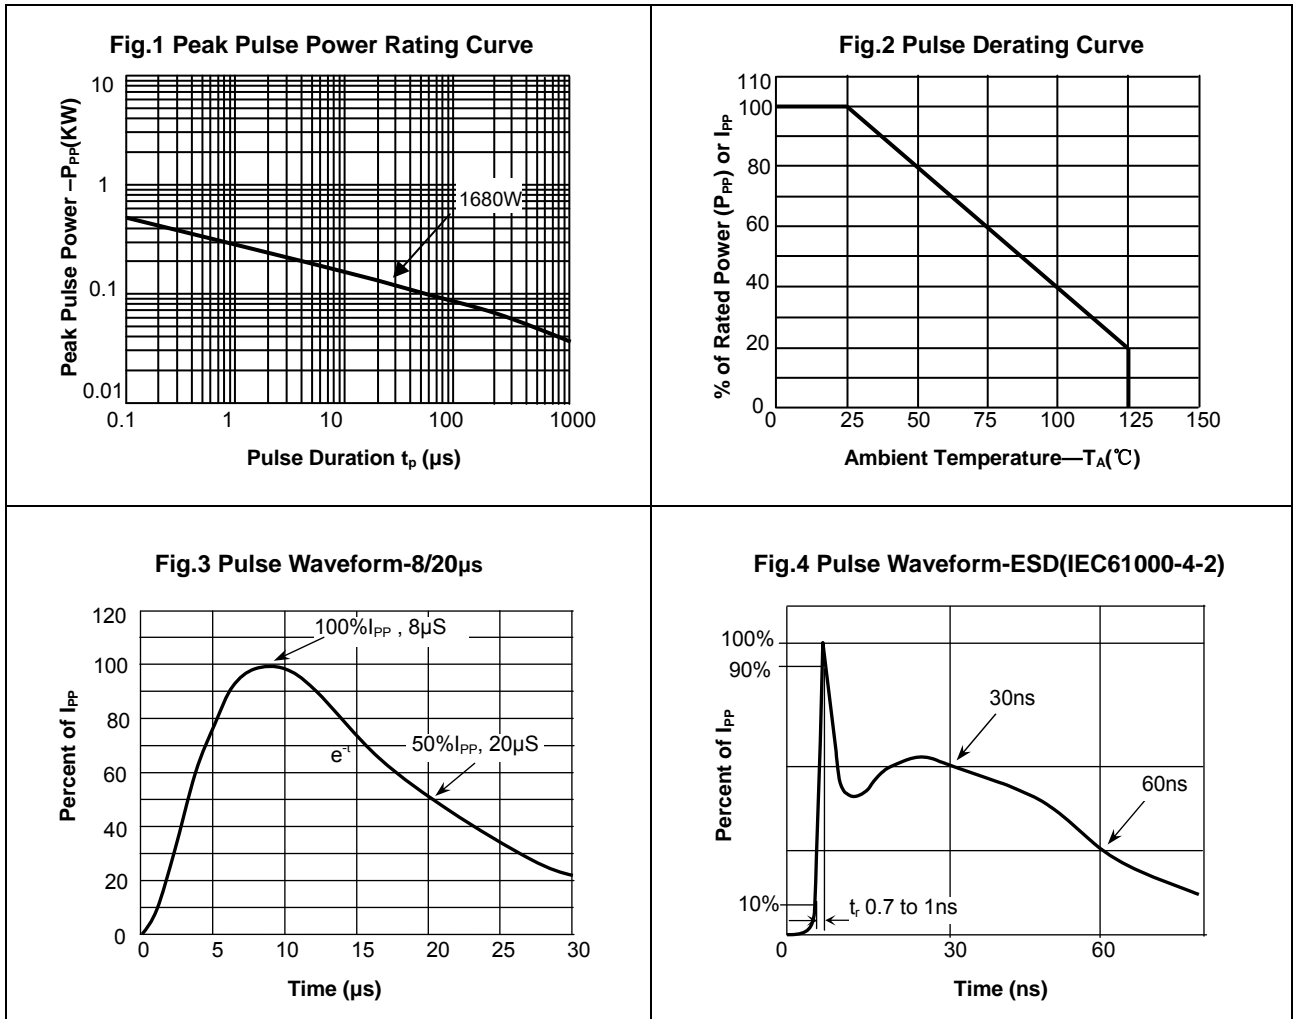 Fig.1 Peak Pulse Power Rating Curve
Peak Pulse Power –PPP(KW)
10
1
0.1
0.01
1680W
0.1 1 10 100 1000
Pulse Duration tp (µs)
Fig.2 Pulse Derating Curve
% of Rated Power (PPP) or IPP
110
100
80
60
40
20
0
0 25 50 75 100 125 150
Ambient Temperature—TA(℃)
Fig.3 Pulse Waveform-8/20µs
Percent of IPP
120
100
80
60
40
20
0
100%IPP , 8µS
e-t
50%IPP, 20µS
0 5 10 15 20 25 30
Time (µs)
Fig.4 Pulse Waveform-ESD(IEC61000-4-2)
Percent of IPP
100%
90%
10%
30ns
60ns
tr 0.7 to 1ns
0 30 60
Time (ns)